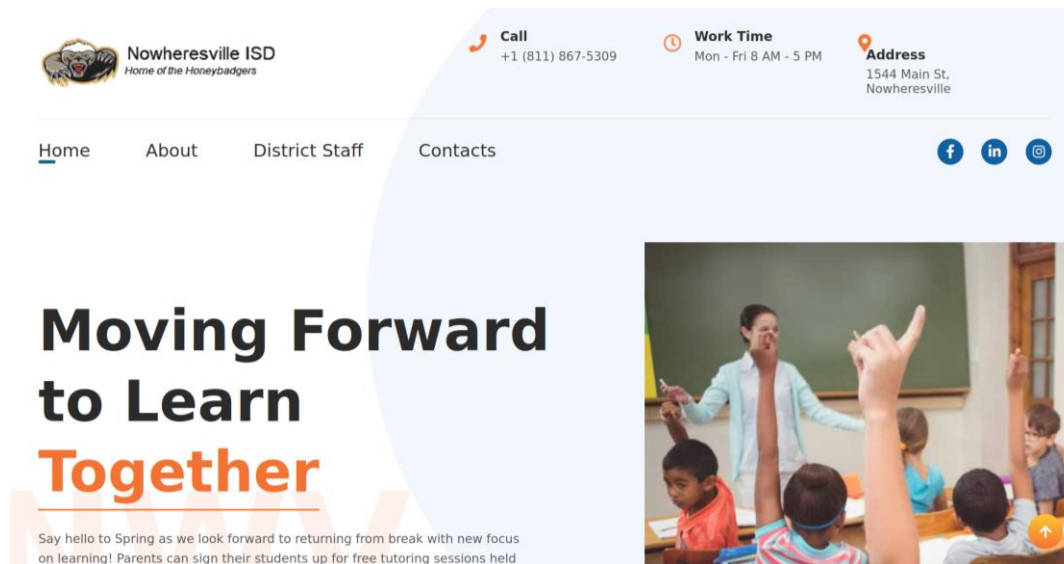 Nowheresville ISD
Home of the Honeybadgers
Call
+1 (811) 867-5309
Work Time
Mon - Fri 8 AM - 5 PM
Address
1544 Main St,
Nowheresville
Home
About
District Staff
Contacts
f
in
Moving Forward
to Learn
Together
NWV
Say hello to Spring as we look forward to returning from break with new focus
on learning! Parents can sign their students up for free tutoring sessions held